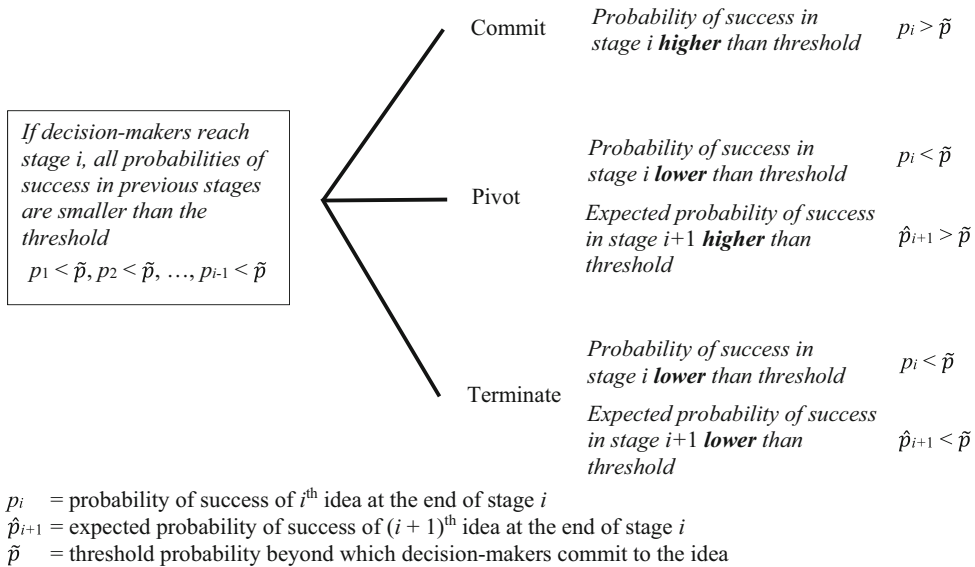 Commit
Probability of success in
stage i higher than threshold
pi > p̃
If decision-makers reach
stage i, all probabilities of
success in previous stages
are smaller than the
threshold
p1 < p̃, p2 < p̃, …, pi-1 < p̃
Pivot
Probability of success in
stage i lower than threshold
pi < p̃
Expected probability of success
in stage i+1 higher than
threshold
p̂i+1 > p̃
Terminate
Probability of success in
stage i lower than threshold
pi < p̃
Expected probability of success
in stage i+1 lower than
threshold
p̂i+1 < p̃
pi = probability of success of ith idea at the end of stage i
p̂i+1 = expected probability of success of (i + 1)th idea at the end of stage i
p̃ = threshold probability beyond which decision-makers commit to the idea